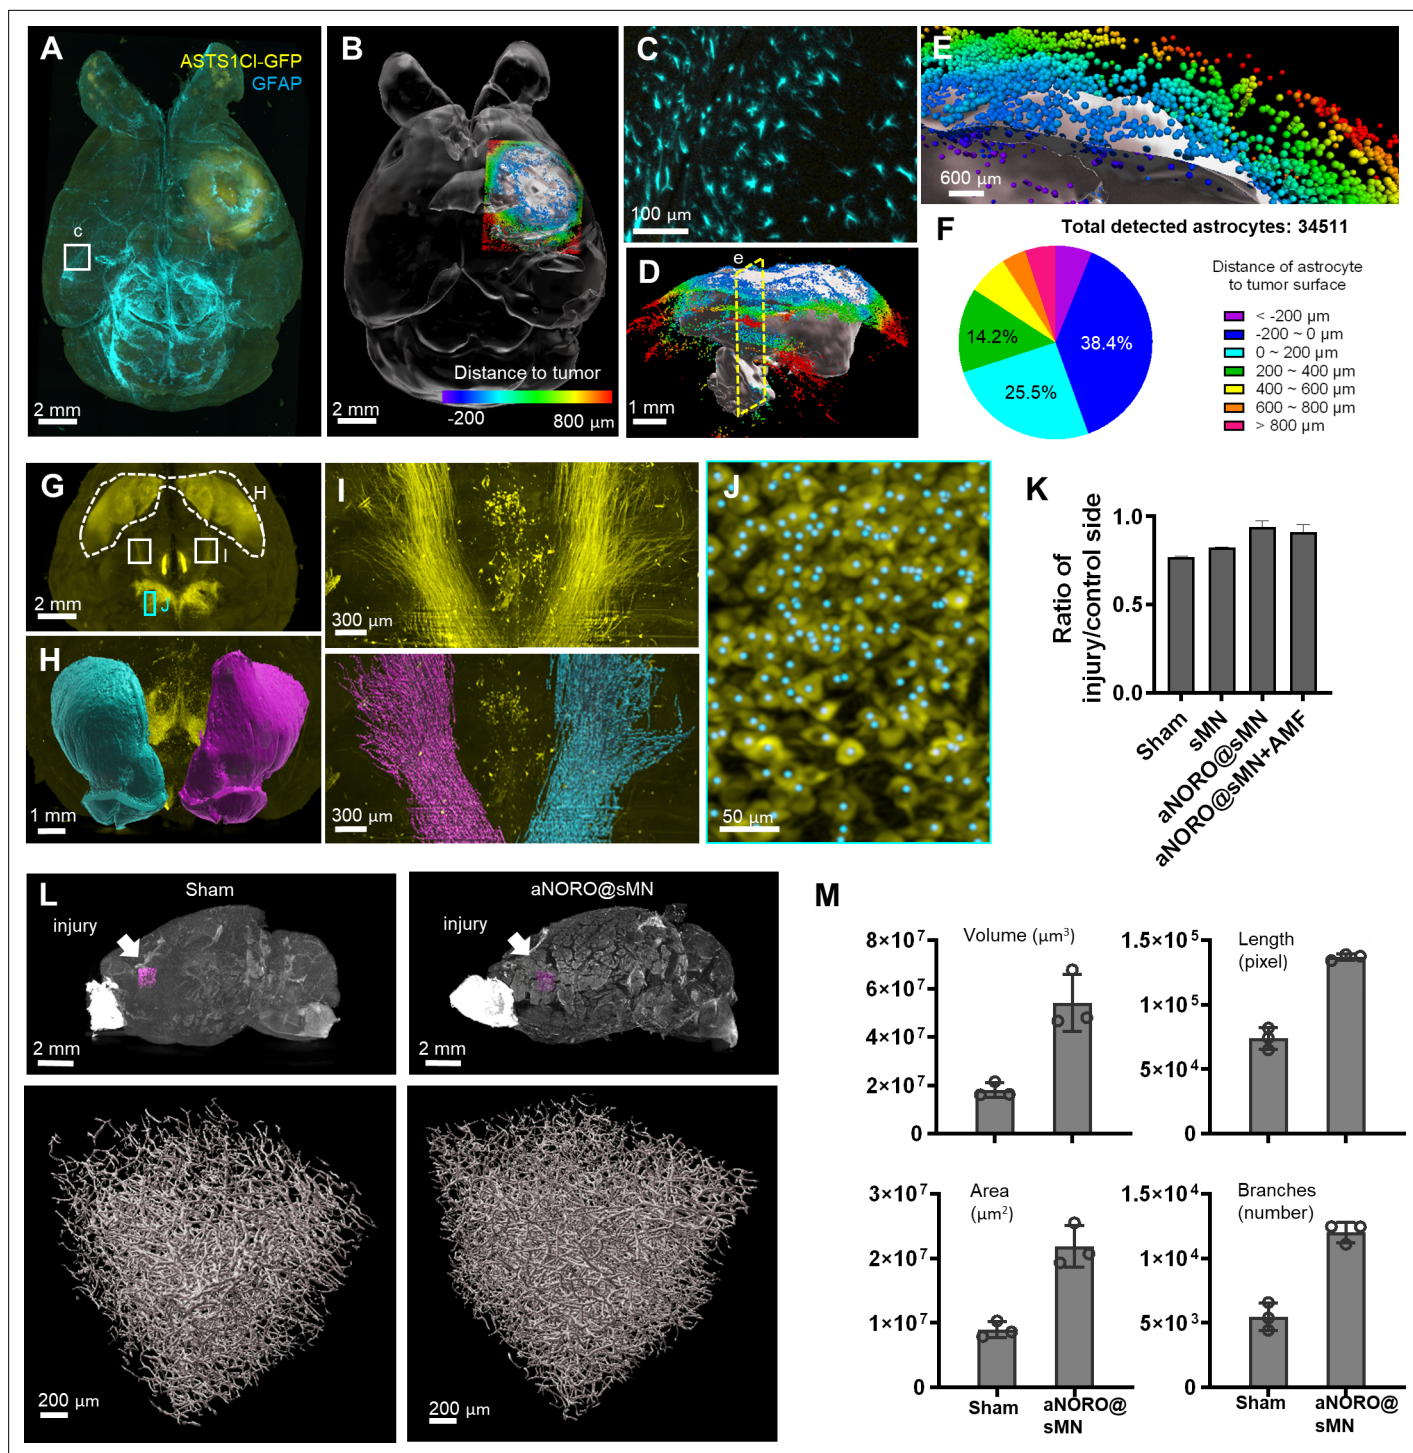 A
ASTS1CI-GFP
GFAP
c
2 mm
B
Distance to tumor
-200
800 µm
2 mm
C
100 µm
D
e
1 mm
E
600 µm
F
Total detected astrocytes: 34511
38.4%
25.5%
14.2%
Distance of astrocyte
to tumor surface
< -200 µm
-200 ~ 0 µm
0 ~ 200 µm
200 ~ 400 µm
400 ~ 600 µm
600 ~ 800 µm
> 800 µm
G
H
I
J
2 mm
H
1 mm
I
300 µm
300 µm
J
50 µm
K
Ratio of
injury/control side
1.0
0.5
0.0
Sham
sMN
aNORO@sMN
aNORO@sMN+AMF
L
Sham
injury
2 mm
aNORO@sMN
injury
2 mm
200 µm
200 µm
M
Volume (µm³)
8×10⁷
6×10⁷
4×10⁷
2×10⁷
0
Length
(pixel)
1.5×10⁵
1×10⁵
5×10⁴
0
Area
(µm²)
3×10⁷
2×10⁷
1×10⁷
0
Sham
aNORO@
sMN
Branches
(number)
1.5×10⁴
1×10⁴
5×10³
0
Sham
aNORO@
sMN